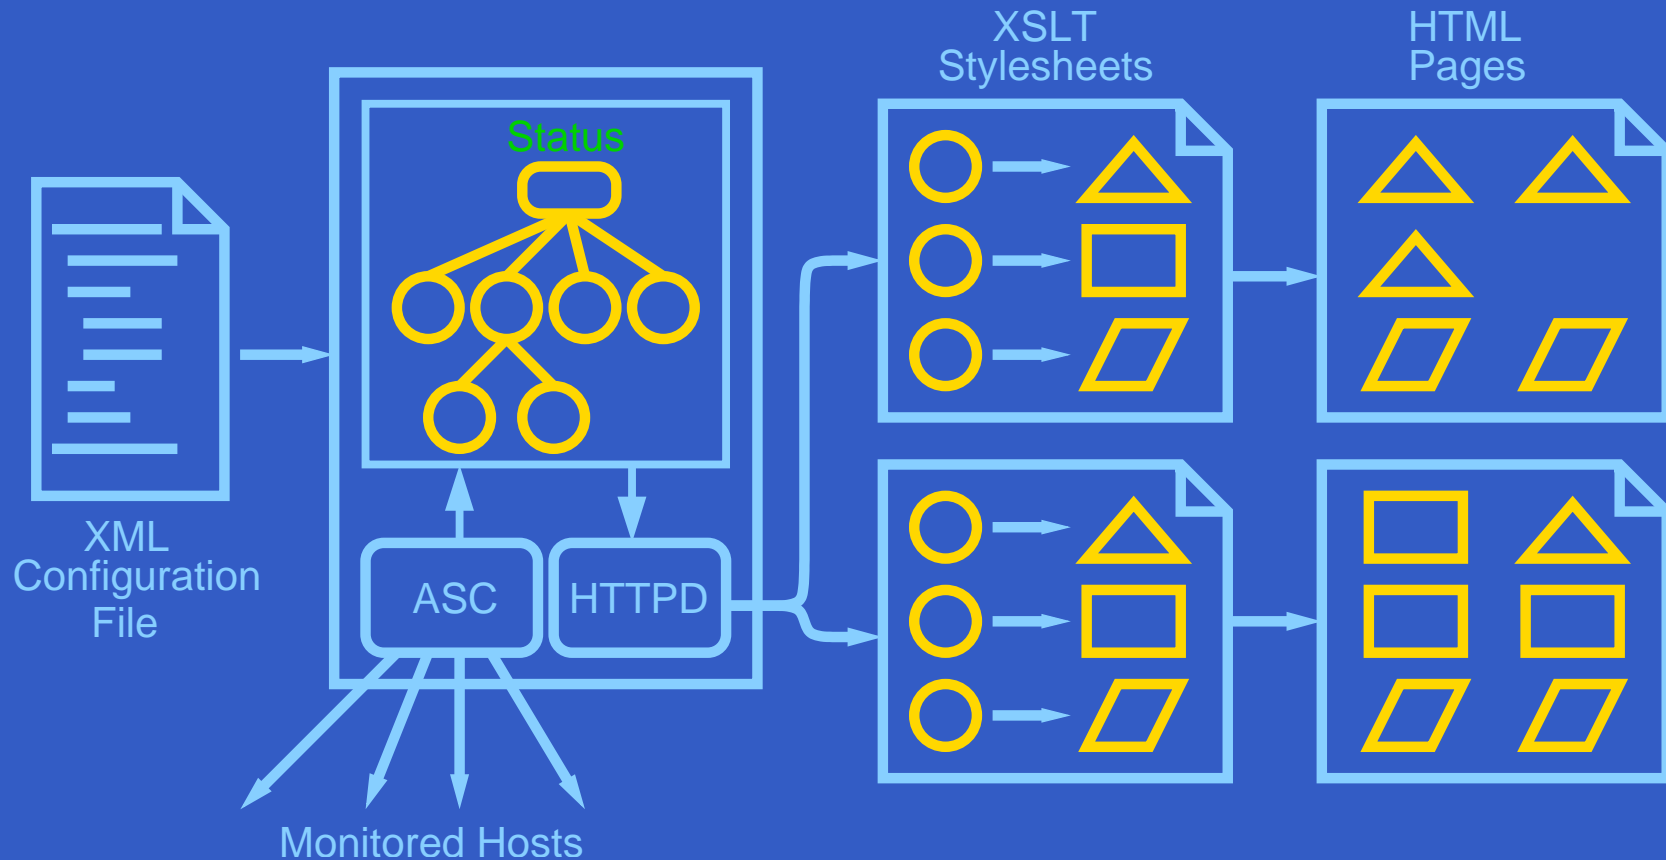 XSLT
Stylesheets
HTML
Pages
Status
XML
Configuration
File
ASC
HTTPD
Monitored Hosts